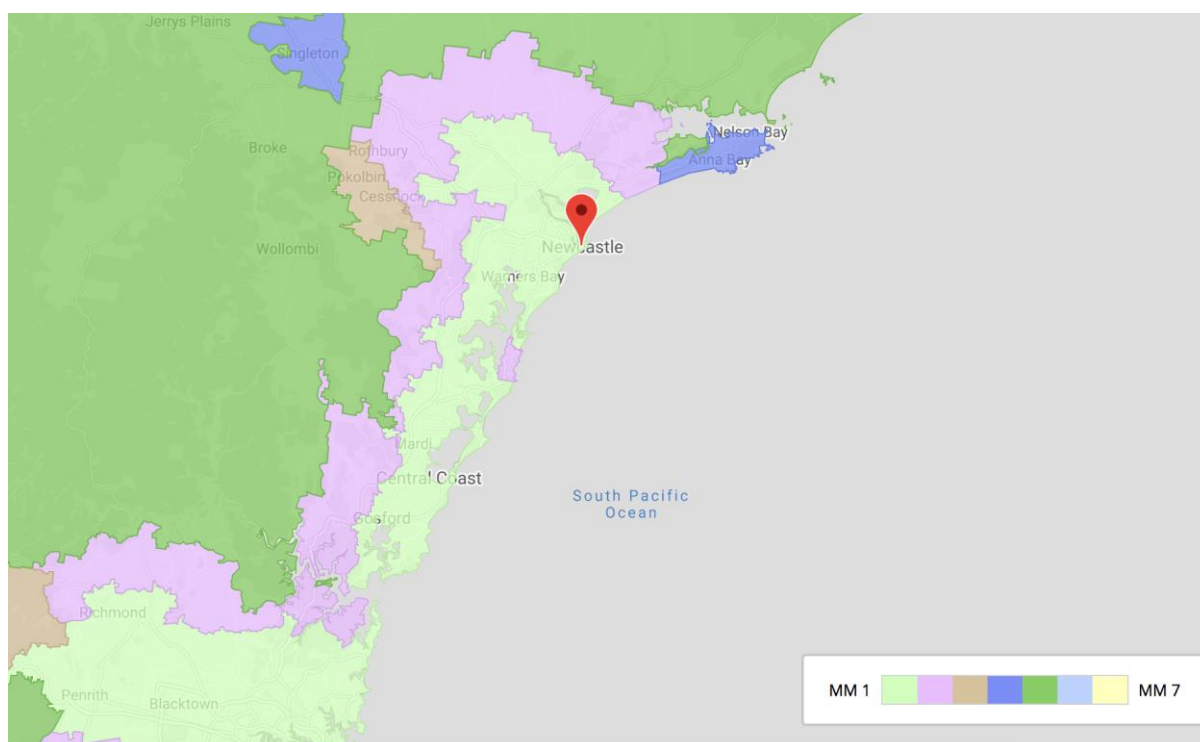 Jerrys Plains
Singleton
Broke
Rothbury
Pokolbin
Cessnock
Nelson Bay
Anna Bay
Wollombi
Newcastle
Warners Bay
Mardi
Central Coast
Gosford
South Pacific
Ocean
Richmond
Penrith
Blacktown
MM 1
MM 7